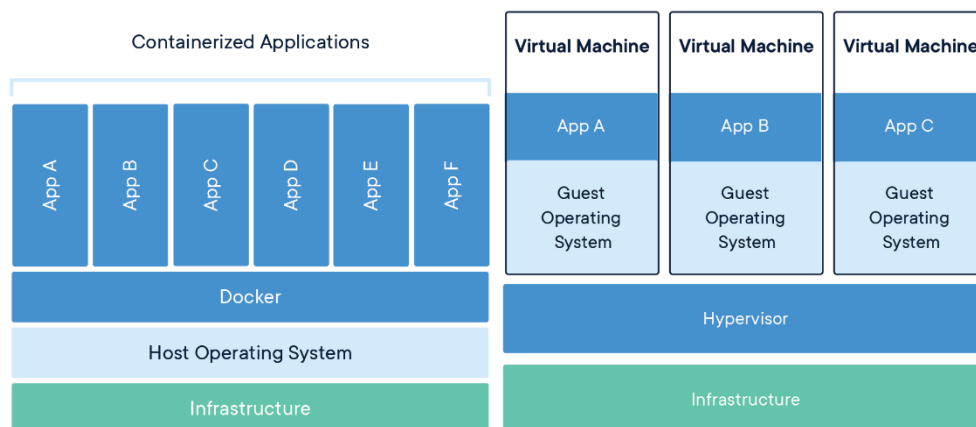 Containerized Applications
App A
App B
App C
App D
App E
App F
Docker
Host Operating System
Infrastructure
Virtual Machine
App A
Guest
Operating
System
Virtual Machine
App B
Guest
Operating
System
Virtual Machine
App C
Guest
Operating
System
Hypervisor
Infrastructure